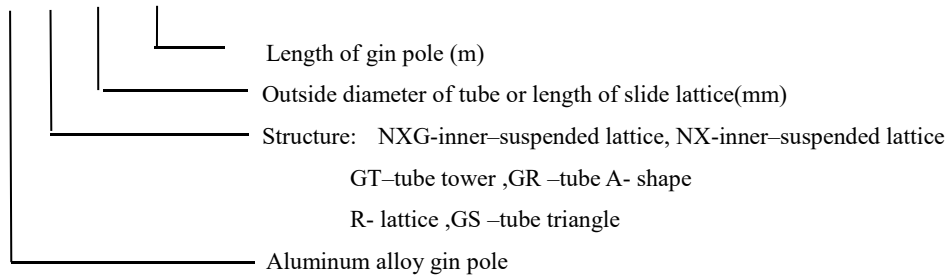 Length of gin pole (m)
Outside diameter of tube or length of slide lattice(mm)
Structure: NXG-inner–suspended lattice, NX-inner–suspended lattice
GT–tube tower ,GR –tube A- shape
R- lattice ,GS –tube triangle
Aluminum alloy gin pole